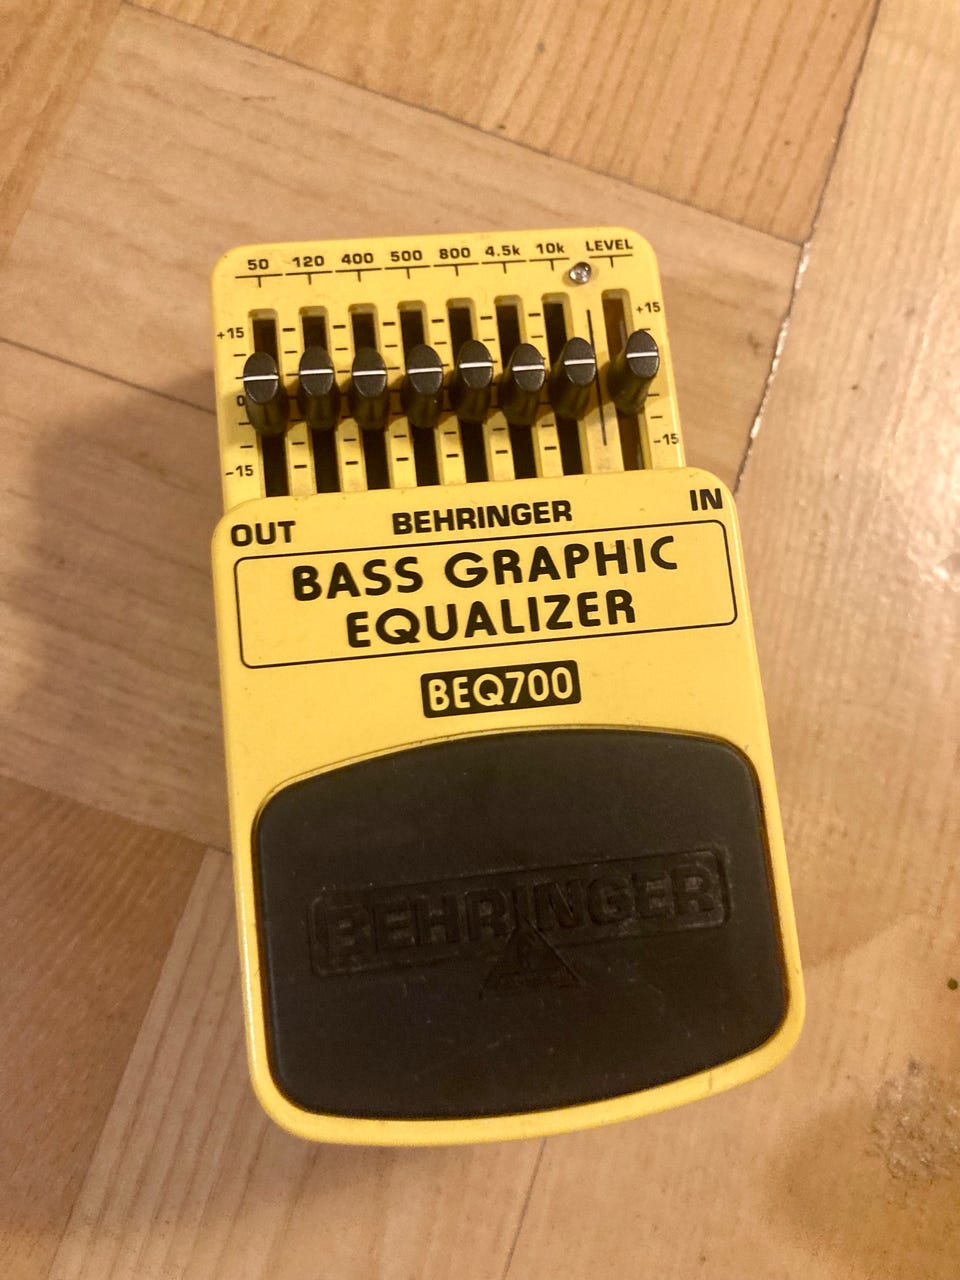 50 120 400 500 800 4.5k 10k LEVEL
+15 +15
0
-15 -15
OUT BEHRINGER IN
BASS GRAPHIC
EQUALIZER
BEQ700
BEHRINGER